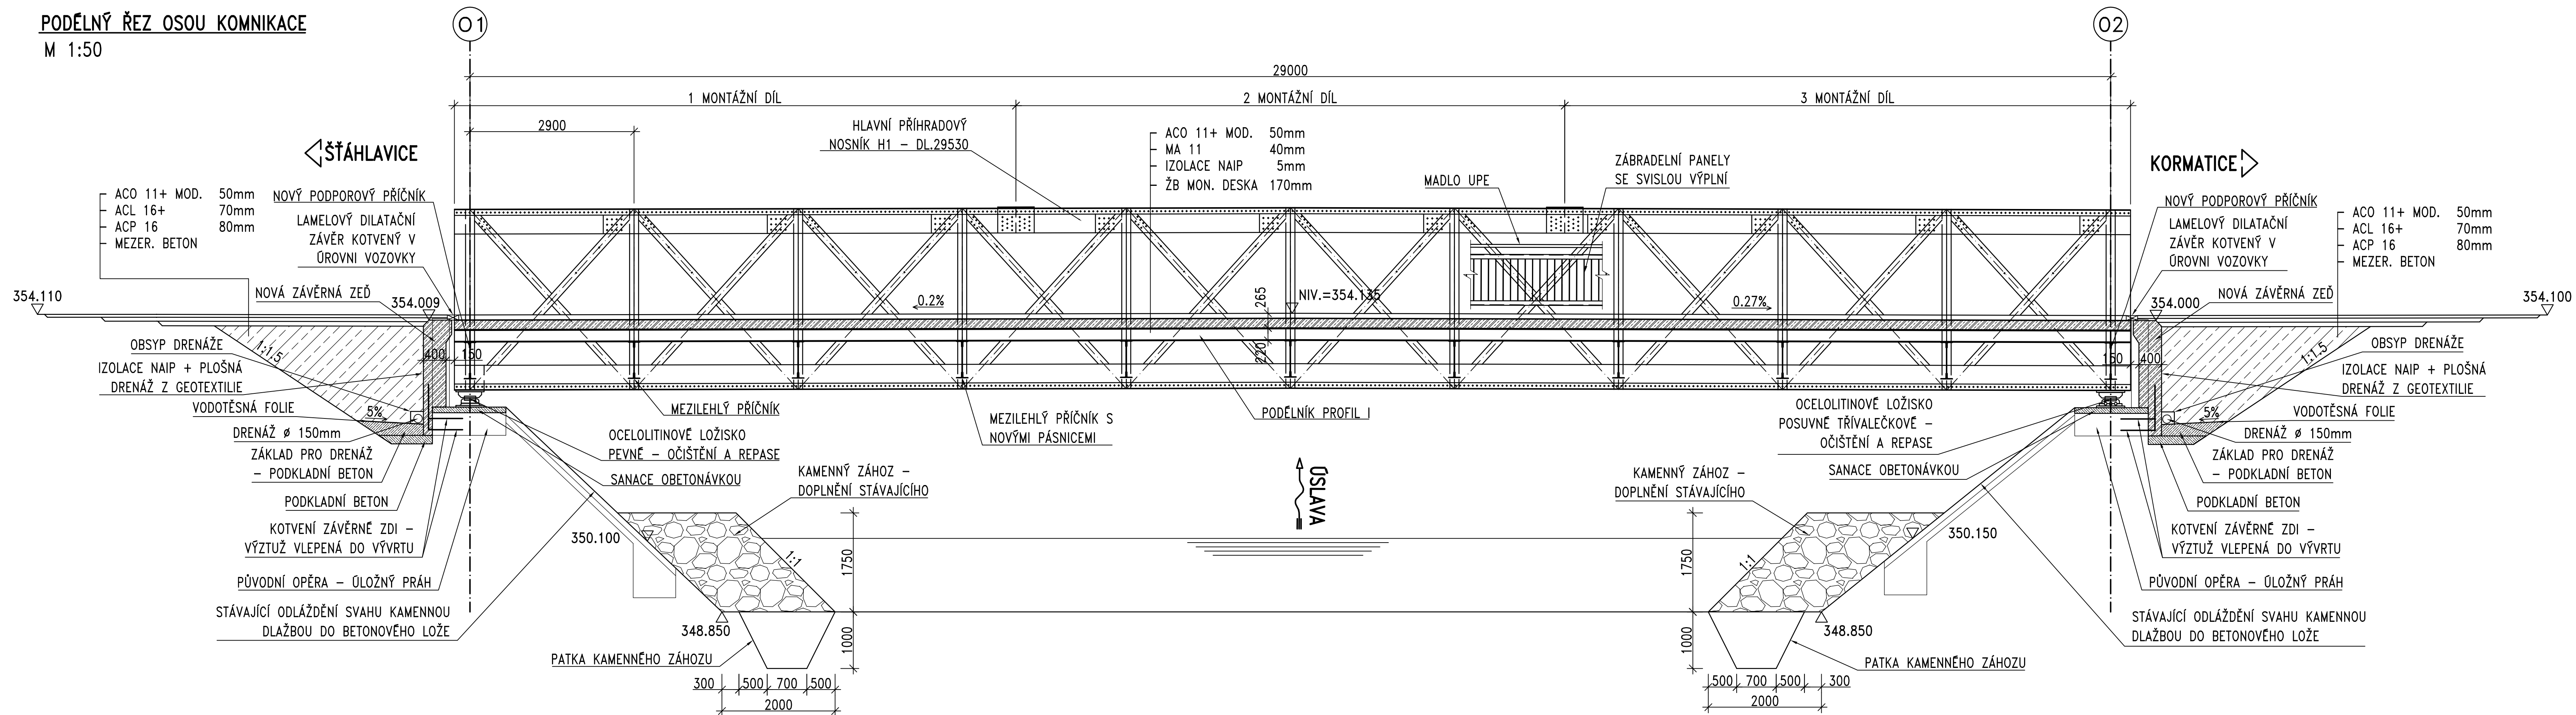 PODÉLNÝ ŘEZ OSOU KOMNIKACE
M 1:50
O1
O2
29000
1 MONTÁŽNÍ DÍL
2 MONTÁŽNÍ DÍL
3 MONTÁŽNÍ DÍL
2900
HLAVNÍ PŘÍHRADOVÝ
NOSNÍK H1 – DL.29530
ACO 11+ MOD. 50mm
MA 11 40mm
IZOLACE NAIP 5mm
ŽB MON. DESKA 170mm
MADLO UPE
ZÁBRADELNÍ PANELY
SE SVISLOU VÝPLNÍ
ŠŤÁHLAVICE
KORMATICE
ACO 11+ MOD. 50mm
ACL 16+ 70mm
ACP 16 80mm
MEZER. BETON
NOVÝ PODPOROVÝ PŘÍČNÍK
LAMELOVÝ DILATAČNÍ
ZÁVĚR KOTVENÝ V
ÚROVNI VOZOVKY
NOVÁ ZÁVĚRNÁ ZEĎ
354.110
354.009
0.2%
265
NIV.=354.135
220
0.27%
NOVÝ PODPOROVÝ PŘÍČNÍK
LAMELOVÝ DILATAČNÍ
ZÁVĚR KOTVENÝ V
ÚROVNI VOZOVKY
ACO 11+ MOD. 50mm
ACL 16+ 70mm
ACP 16 80mm
MEZER. BETON
354.000
NOVÁ ZÁVĚRNÁ ZEĎ
354.100
OBSYP DRENÁŽE
1:1.5
400
150
IZOLACE NAIP + PLOŠNÁ
DRENÁŽ Z GEOTEXTILIE
VODOTĚSNÁ FOLIE
5%
DRENÁŽ ø 150mm
ZÁKLAD PRO DRENÁŽ
– PODKLADNÍ BETON
PODKLADNÍ BETON
KOTVENÍ ZÁVĚRNÉ ZDI –
VÝZTUŽ VLEPENÁ DO VÝVRTU
PŮVODNÍ OPĚRA – ÚLOŽNÝ PRÁH
STÁVAJÍCÍ ODLÁŽDĚNÍ SVAHU KAMENNOU
DLAŽBOU DO BETONOVÉHO LOŽE
MEZILEHLÝ PŘÍČNÍK
OCELOLITINOVÉ LOŽISKO
PEVNÉ – OČIŠTĚNÍ A REPASE
SANACE OBETONÁVKOU
KAMENNÝ ZÁHOZ –
DOPLNĚNÍ STÁVAJÍCÍHO
350.100
1:1
1750
348.850
1000
PATKA KAMENNÉHO ZÁHOZU
300
500
700
500
2000
MEZILEHLÝ PŘÍČNÍK S
NOVÝMI PÁSNICEMI
PODÉLNÍK PROFIL I
ÚSLAVA
OCELOLITINOVÉ LOŽISKO
POSUVNÉ TŘÍVALEČKOVÉ –
OČIŠTĚNÍ A REPASE
SANACE OBETONÁVKOU
KAMENNÝ ZÁHOZ –
DOPLNĚNÍ STÁVAJÍCÍHO
350.150
1:1
1750
348.850
1000
PATKA KAMENNÉHO ZÁHOZU
500
700
500
300
2000
150
400
1:1.5
OBSYP DRENÁŽE
IZOLACE NAIP + PLOŠNÁ
DRENÁŽ Z GEOTEXTILIE
5%
VODOTĚSNÁ FOLIE
DRENÁŽ ø 150mm
ZÁKLAD PRO DRENÁŽ
– PODKLADNÍ BETON
PODKLADNÍ BETON
KOTVENÍ ZÁVĚRNÉ ZDI –
VÝZTUŽ VLEPENÁ DO VÝVRTU
PŮVODNÍ OPĚRA – ÚLOŽNÝ PRÁH
STÁVAJÍCÍ ODLÁŽDĚNÍ SVAHU KAMENNOU
DLAŽBOU DO BETONOVÉHO LOŽE